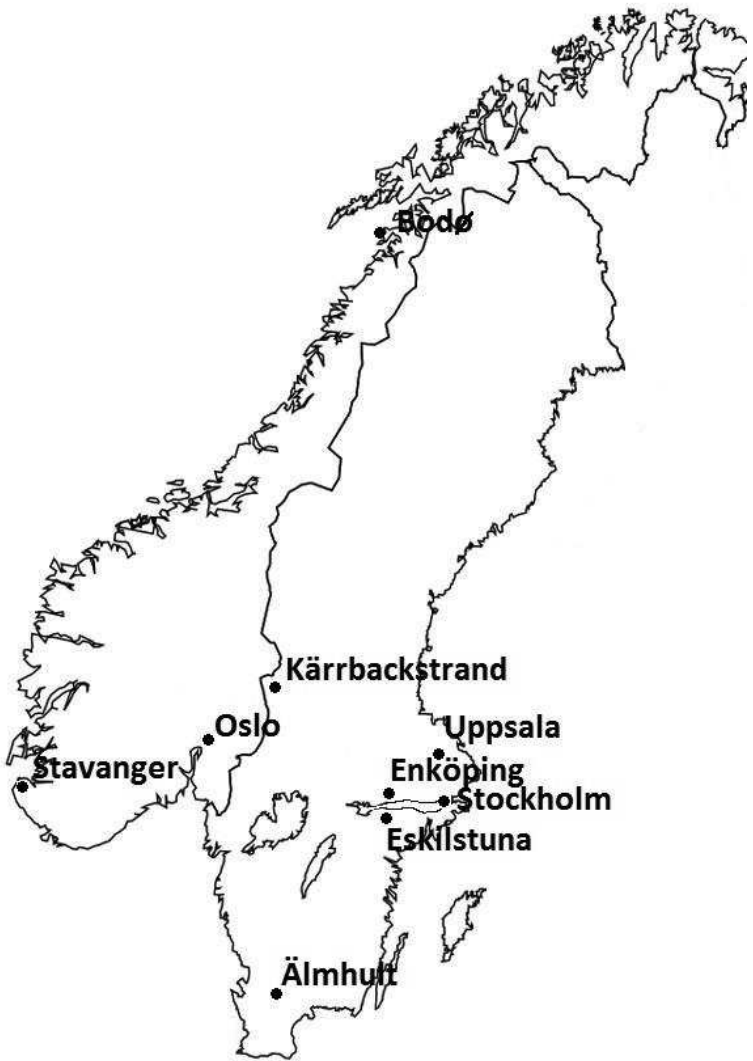 Bodø
Kärrbackstrand
Oslo
Uppsala
Stavanger
Enköping
Stockholm
Eskilstuna
Älmhult